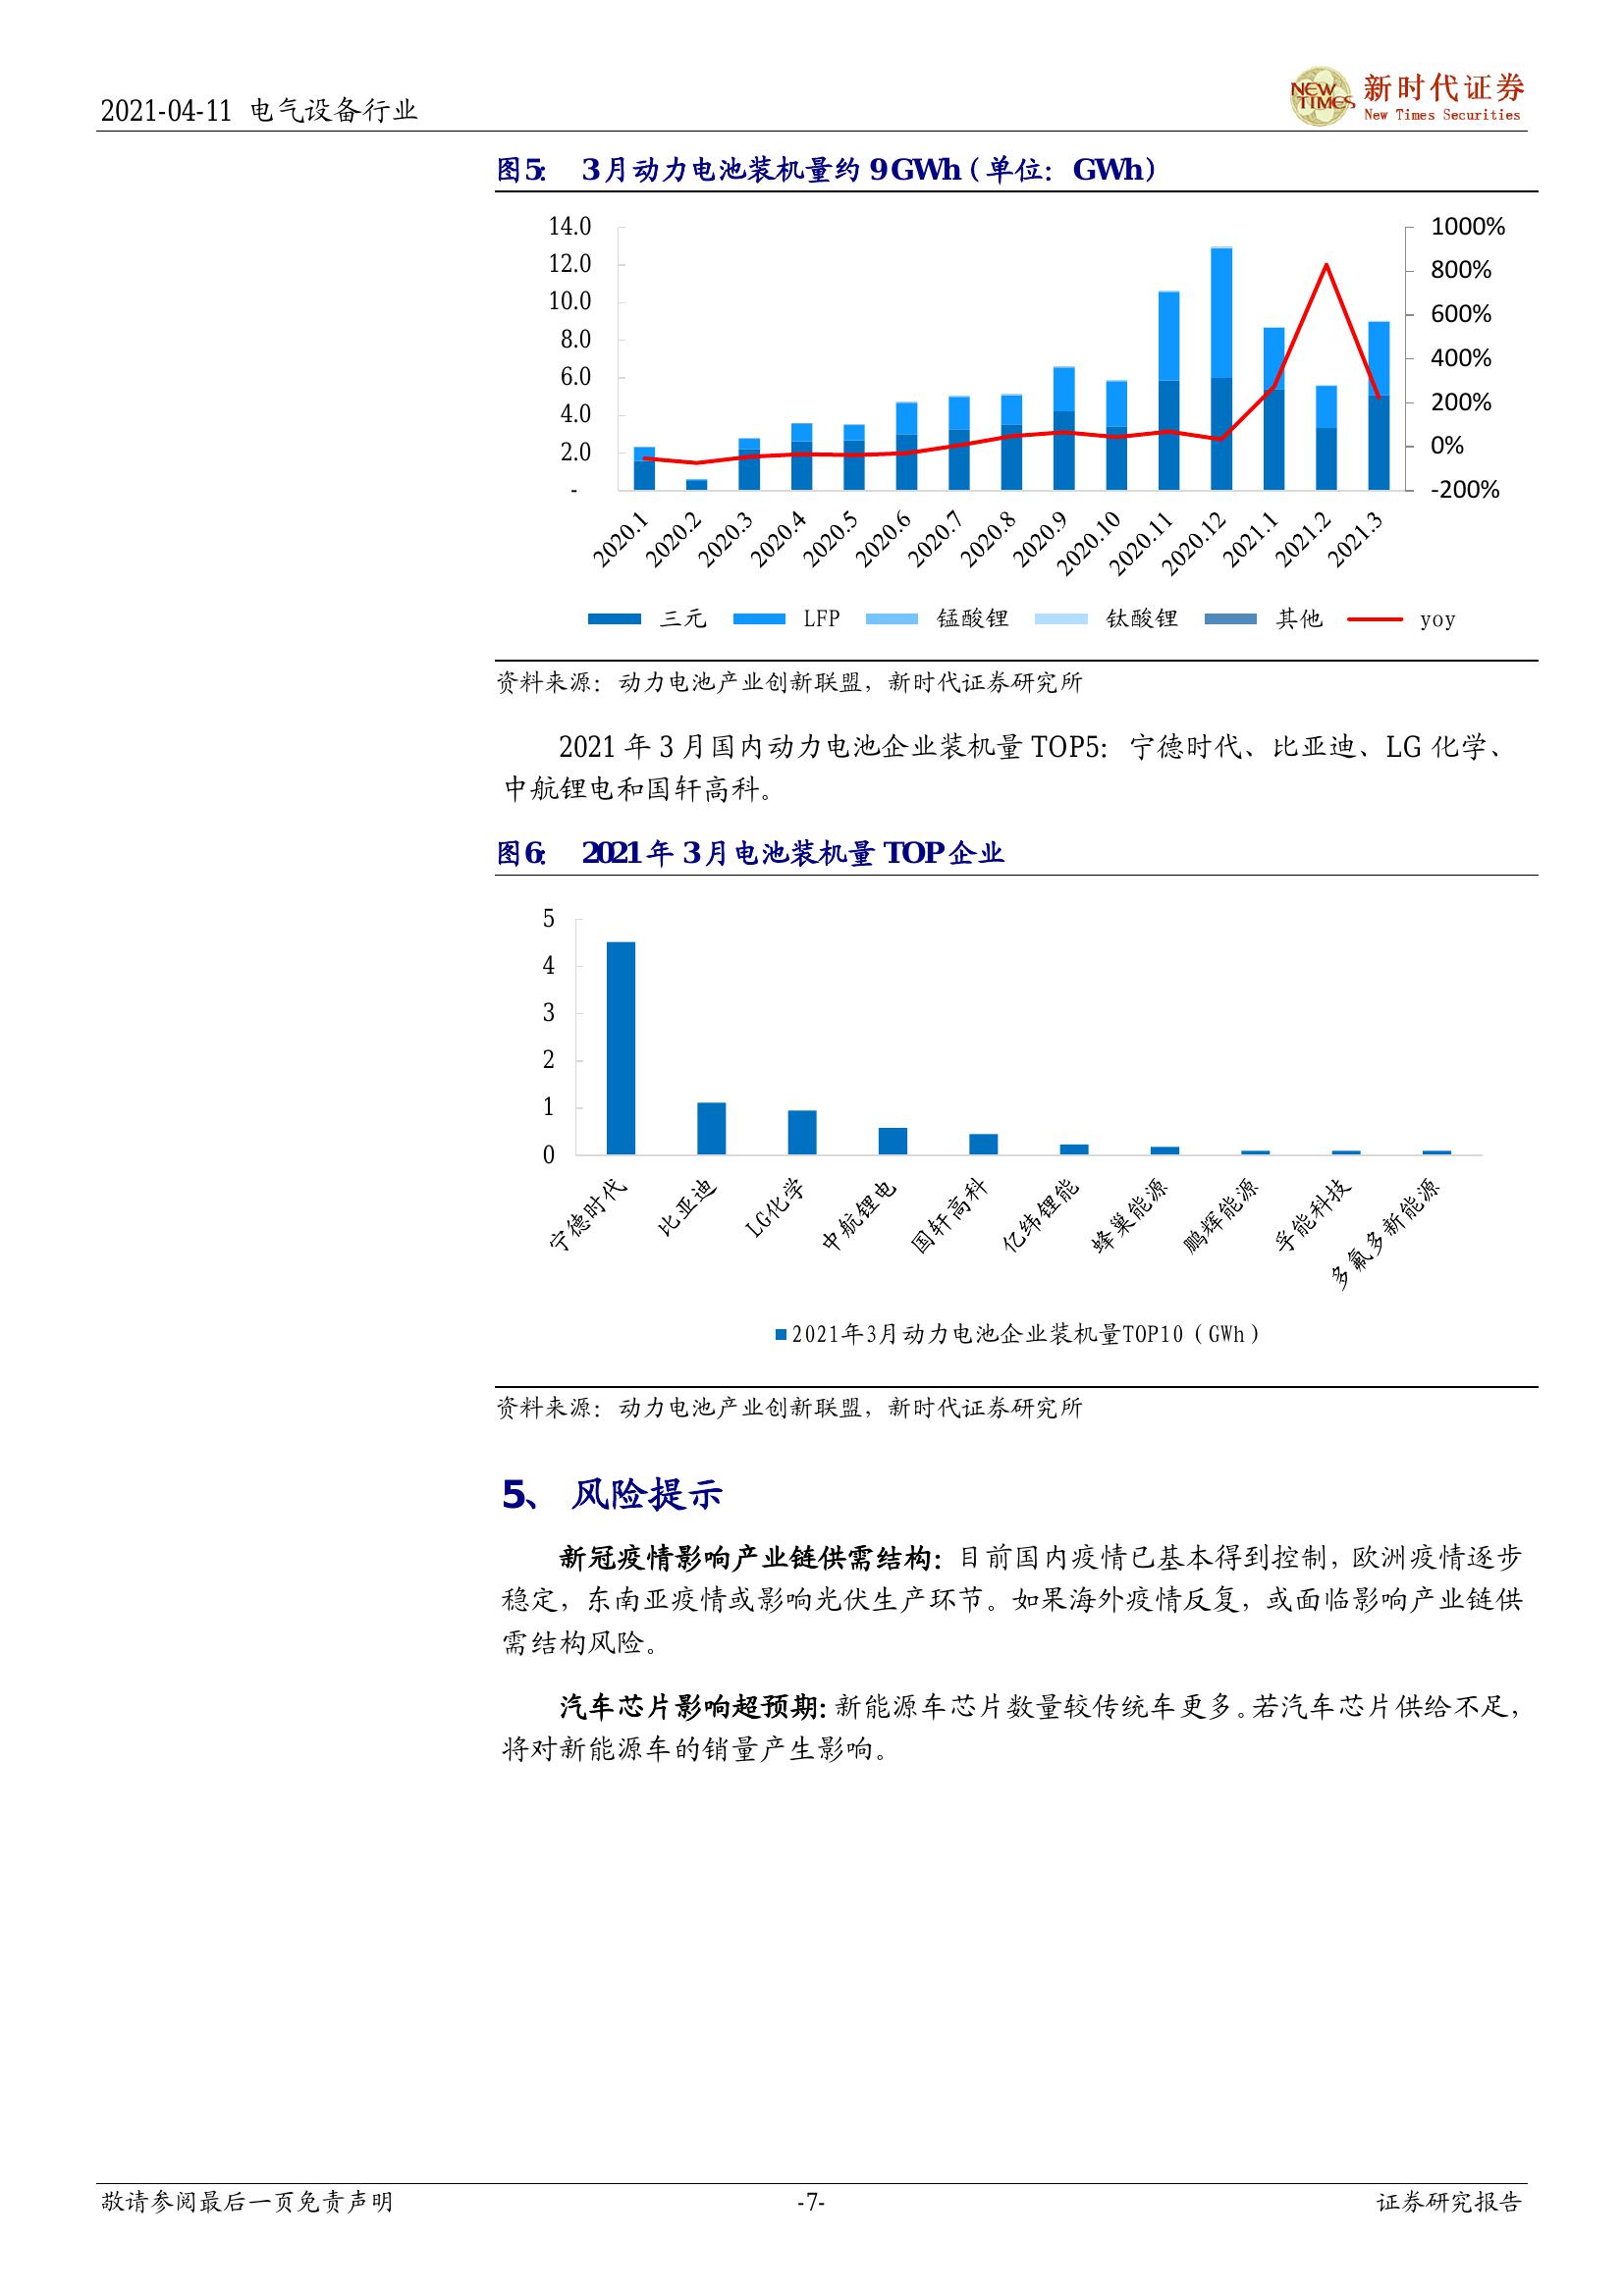 2021-04-11 电气设备行业
NEW TIMES
新时代证券
New Times Securities
图5: 3月动力电池装机量约 9GWh（单位：GWh）
14.0
12.0
10.0
8.0
6.0
4.0
2.0
-
1000%
800%
600%
400%
200%
0%
-200%
2020.1 2020.2 2020.3 2020.4 2020.5 2020.6 2020.7 2020.8 2020.9 2020.10 2020.11 2020.12 2021.1 2021.2 2021.3
三元 LFP 锰酸锂 钛酸锂 其他 yoy
资料来源：动力电池产业创新联盟，新时代证券研究所
2021 年 3 月国内动力电池企业装机量 TOP5：宁德时代、比亚迪、LG 化学、
中航锂电和国轩高科。
图6: 2021年 3月电池装机量 TOP企业
5
4
3
2
1
0
宁德时代 比亚迪 LG化学 中航锂电 国轩高科 亿纬锂能 蜂巢能源 鹏辉能源 孚能科技 多氟多新能源
2021年3月动力电池企业装机量TOP10（GWh）
资料来源：动力电池产业创新联盟，新时代证券研究所
5、 风险提示
新冠疫情影响产业链供需结构：目前国内疫情已基本得到控制，欧洲疫情逐步
稳定，东南亚疫情或影响光伏生产环节。如果海外疫情反复，或面临影响产业链供
需结构风险。
汽车芯片影响超预期：新能源车芯片数量较传统车更多。若汽车芯片供给不足，
将对新能源车的销量产生影响。
敬请参阅最后一页免责声明
-7-
证券研究报告